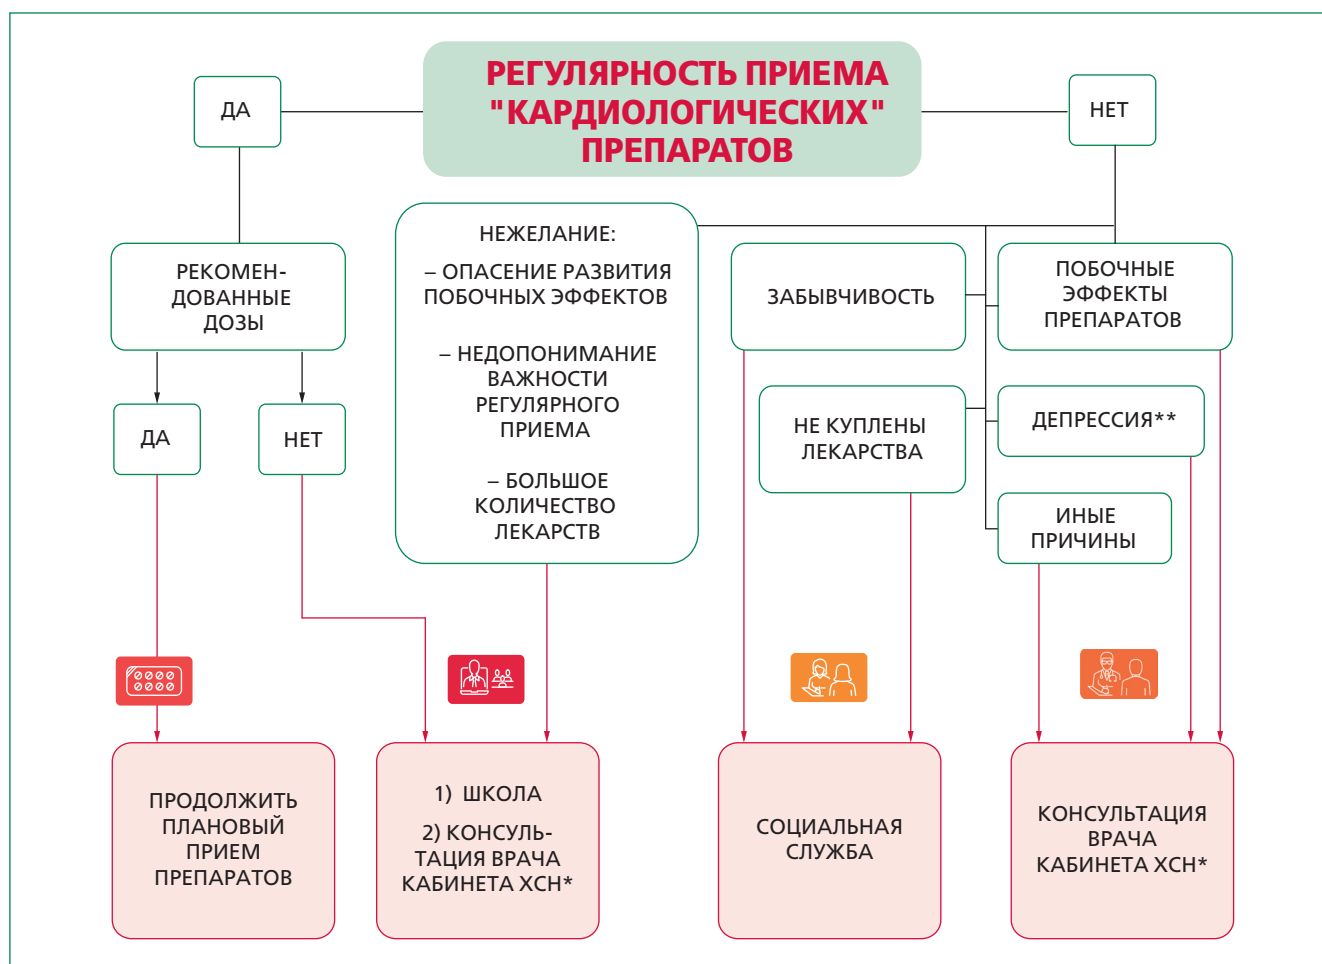 РЕГУЛЯРНОСТЬ ПРИЕМА
"КАРДИОЛОГИЧЕСКИХ"
ПРЕПАРАТОВ
ДА
НЕТ
РЕКОМЕН-
ДОВАННЫЕ
ДОЗЫ
ДА
НЕТ
НЕЖЕЛАНИЕ:
– ОПАСЕНИЕ РАЗВИТИЯ
ПОБОЧНЫХ ЭФФЕКТОВ
– НЕДОПОНИМАНИЕ
ВАЖНОСТИ
РЕГУЛЯРНОГО
ПРИЕМА
– БОЛЬШОЕ
КОЛИЧЕСТВО
ЛЕКАРСТВ
ЗАБЫВЧИВОСТЬ
НЕ КУПЛЕНЫ
ЛЕКАРСТВА
ПОБОЧНЫЕ
ЭФФЕКТЫ
ПРЕПАРАТОВ
ДЕПРЕССИЯ**
ИНЫЕ
ПРИЧИНЫ
ПРОДОЛЖИТЬ
ПЛАНОВЫЙ
ПРИЕМ
ПРЕПАРАТОВ
1) ШКОЛА
2) КОНСУЛЬ-
ТАЦИЯ ВРАЧА
КАБИНЕТА ХСН*
СОЦИАЛЬНАЯ
СЛУЖБА
КОНСУЛЬТАЦИЯ
ВРАЧА
КАБИНЕТА ХСН*